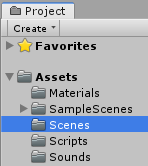 Project
Create
Favorites
Assets
Materials
SampleScenes
Scenes
Scripts
Sounds